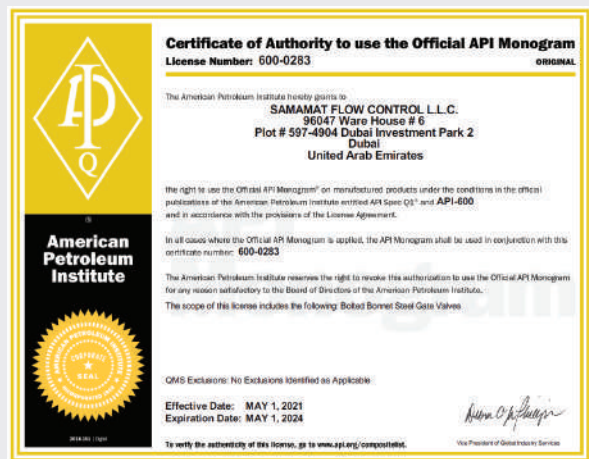 Certificate of Authority to use the Official API Monogram
License Number: 600-0283
ORIGINAL
The American Petroleum Institute hereby grants to
SAMAMAT FLOW CONTROL L.L.C.
96047 Ware House # 6
Plot # 597-4904 Dubai Investment Park 2
Dubai
United Arab Emirates
the right to use the Official API Monogram® on manufactured products under the conditions in the official
publications of the American Petroleum Institute entitled API Spec Q1® and API-600
and in accordance with the provisions of the License Agreement.
In all cases where the Official API Monogram is applied, the API Monogram shall be used in conjunction with this
certificate number: 600-0283
The American Petroleum Institute reserves the right to revoke this authorization to use the Official API Monogram
for any reason satisfactory to the Board of Directors of the American Petroleum Institute.
The scope of this license includes the following: Bolted Bonnet Steel Gate Valves
QMS Exclusions: No Exclusions Identified as Applicable
Effective Date: MAY 1, 2021
Expiration Date: MAY 1, 2024
To verify the authenticity of this license, go to www.api.org/compositelist.
Vice President of Global Industry Services
API
Q
®
American
Petroleum
Institute
AMERICAN PETROLEUM INSTITUTE
CORPORATE
SEAL